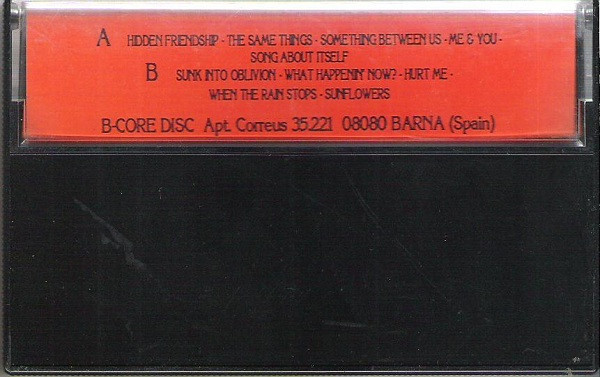 A HIDDEN FRIENDSHIP - THE SAME THINGS - SOMETHING BETWEEN US - ME & YOU -
SONG ABOUT ITSELF
B SUNK INTO OBLIVION - WHAT HAPPENIN' NOW? - HURT ME -
WHEN THE RAIN STOPS - SUNFLOWERS
B-CORE DISC Apt. Correus 35.221 08080 BARNA (Spain)